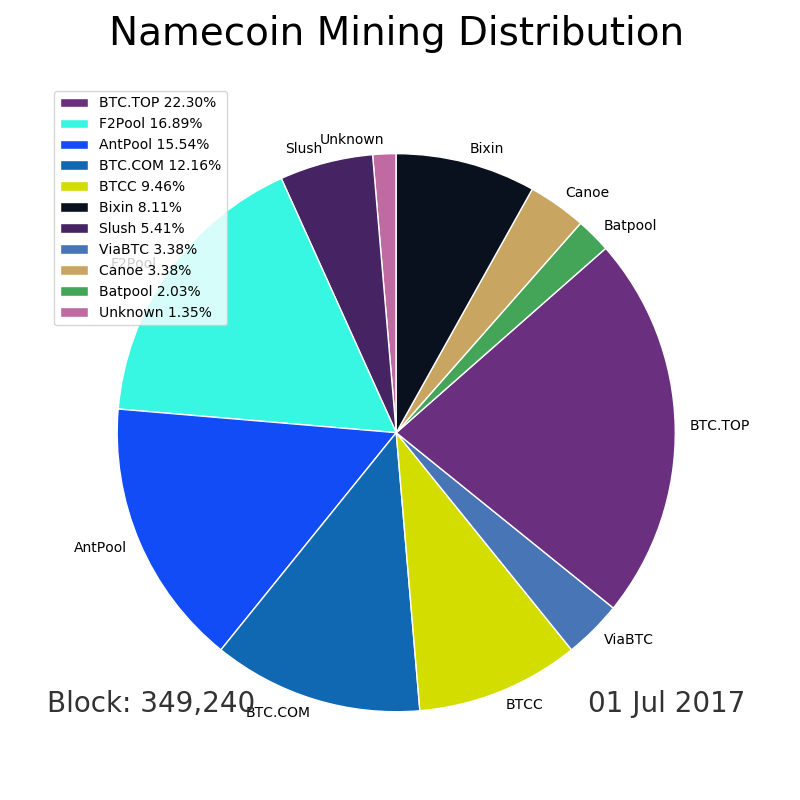 Namecoin Mining Distribution
BTC.TOP 22.30%
F2Pool 16.89%
AntPool 15.54%
BTC.COM 12.16%
BTCC 9.46%
Bixin 8.11%
Slush 5.41%
ViaBTC 3.38%
Canoe 3.38%
Batpool 2.03%
Unknown 1.35%
Unknown
Slush
Bixin
Canoe
Batpool
F2Pool
BTC.TOP
AntPool
ViaBTC
BTCC
BTC.COM
Block: 349,240
01 Jul 2017